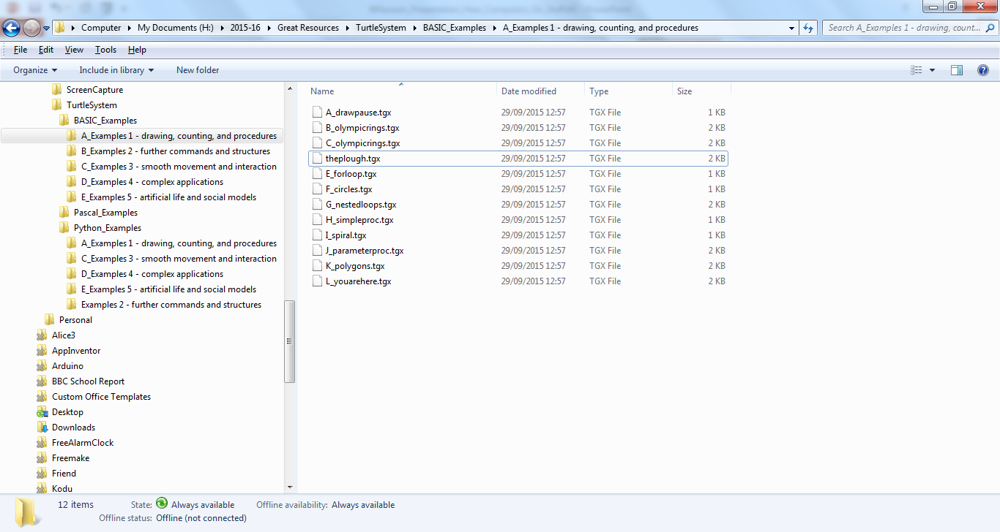 Computer My Documents (H:) 2015-16 Great Resources TurtleSystem BASIC_Examples A_Examples 1 - drawing, counting, and procedures Search A_Examples 1 - drawing, count...
File Edit View Tools Help
Organize Include in library New folder
ScreenCapture
TurtleSystem
BASIC_Examples
A_Examples 1 - drawing, counting, and procedures
B_Examples 2 - further commands and structures
C_Examples 3 - smooth movement and interaction
D_Examples 4 - complex applications
E_Examples 5 - artificial life and social models
Pascal_Examples
Python_Examples
A_Examples 1 - drawing, counting, and procedures
C_Examples 3 - smooth movement and interaction
D_Examples 4 - complex applications
E_Examples 5 - artificial life and social models
Examples 2 - further commands and structures
Personal
Alice3
AppInventor
Arduino
BBC School Report
Custom Office Templates
Desktop
Downloads
FreeAlarmClock
Freemake
Friend
Kodu
Name Date modified Type Size
A_drawpause.tgx 29/09/2015 12:57 TGX File 1 KB
B_olympicrings.tgx 29/09/2015 12:57 TGX File 2 KB
C_olympicrings.tgx 29/09/2015 12:57 TGX File 2 KB
theplough.tgx 29/09/2015 12:57 TGX File 2 KB
E_forloop.tgx 29/09/2015 12:57 TGX File 1 KB
F_circles.tgx 29/09/2015 12:57 TGX File 1 KB
G_nestedloops.tgx 29/09/2015 12:57 TGX File 2 KB
H_simpleproc.tgx 29/09/2015 12:57 TGX File 1 KB
I_spiral.tgx 29/09/2015 12:57 TGX File 1 KB
J_parameterproc.tgx 29/09/2015 12:57 TGX File 2 KB
K_polygons.tgx 29/09/2015 12:57 TGX File 2 KB
L_youarehere.tgx 29/09/2015 12:57 TGX File 2 KB
12 items State: Always available Offline availability: Always available
Offline status: Offline (not connected)